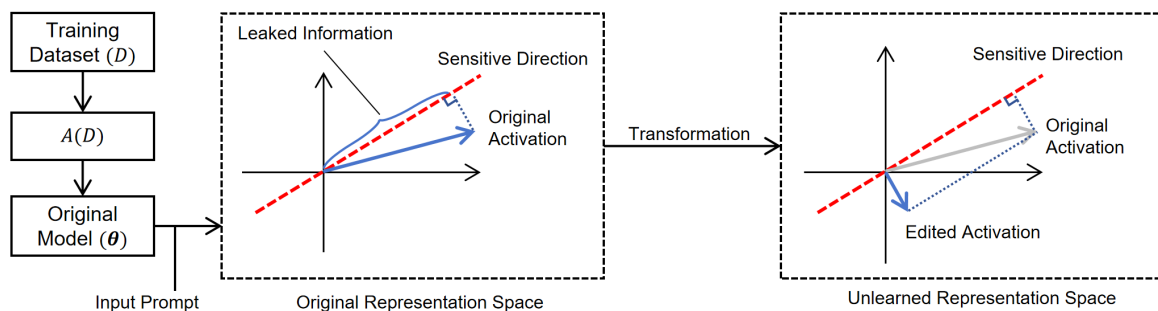 Training
Dataset (D)
A(D)
Original
Model (θ)
Input Prompt
Leaked Information
Sensitive Direction
Original
Activation
Original Representation Space
Transformation
Sensitive Direction
Original
Activation
Edited Activation
Unlearned Representation Space